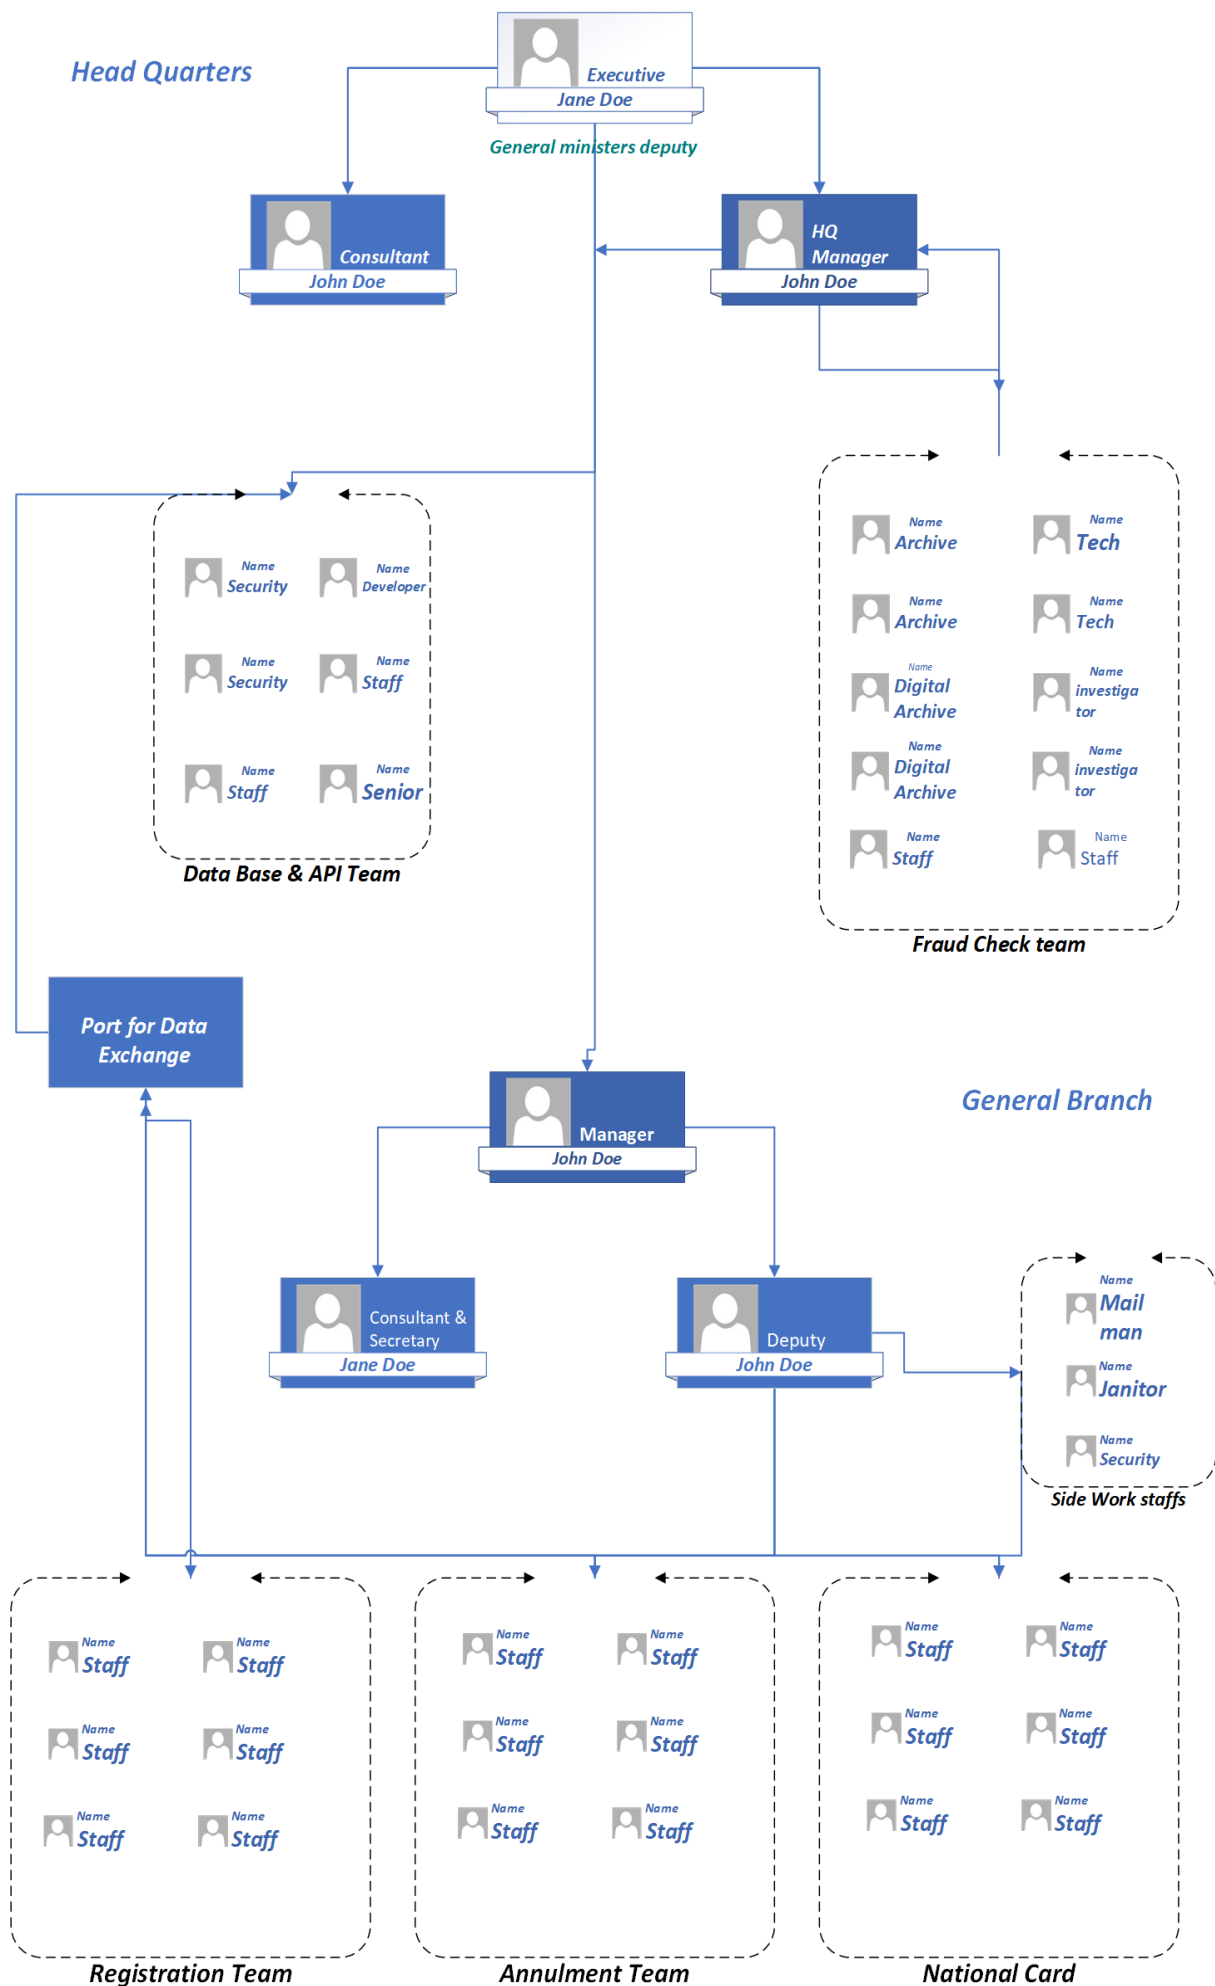 Head Quarters
Executive
Jane Doe
General ministers deputy
Consultant
John Doe
HQ
Manager
John Doe
Name
Security
Name
Developer
Name
Security
Name
Staff
Name
Staff
Name
Senior
Data Base & API Team
Name
Archive
Name
Tech
Name
Archive
Name
Tech
Name
Digital
Archive
Name
investiga
tor
Name
Digital
Archive
Name
investiga
tor
Name
Staff
Name
Staff
Fraud Check team
Port for Data
Exchange
General Branch
Manager
John Doe
Consultant &
Secretary
Jane Doe
Deputy
John Doe
Name
Mail
man
Name
Janitor
Name
Security
Side Work staffs
Name
Staff
Name
Staff
Name
Staff
Name
Staff
Name
Staff
Name
Staff
Registration Team
Name
Staff
Name
Staff
Name
Staff
Name
Staff
Name
Staff
Name
Staff
Annulment Team
Name
Staff
Name
Staff
Name
Staff
Name
Staff
Name
Staff
Name
Staff
National Card